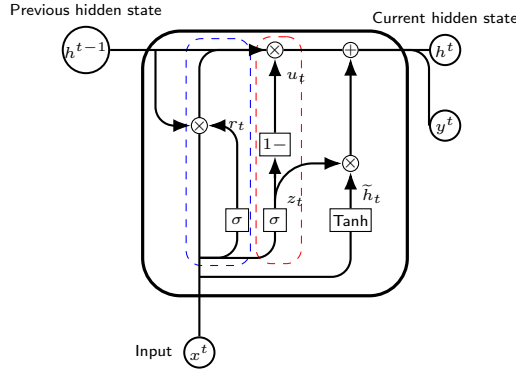 Previous hidden state
Current hidden state
h^{t−1}
⊗
⊕
h^t
u_t
⊗
r_t
y^t
1−
⊗
z_t
h̃_t
σ
σ
Tanh
Input
x^t